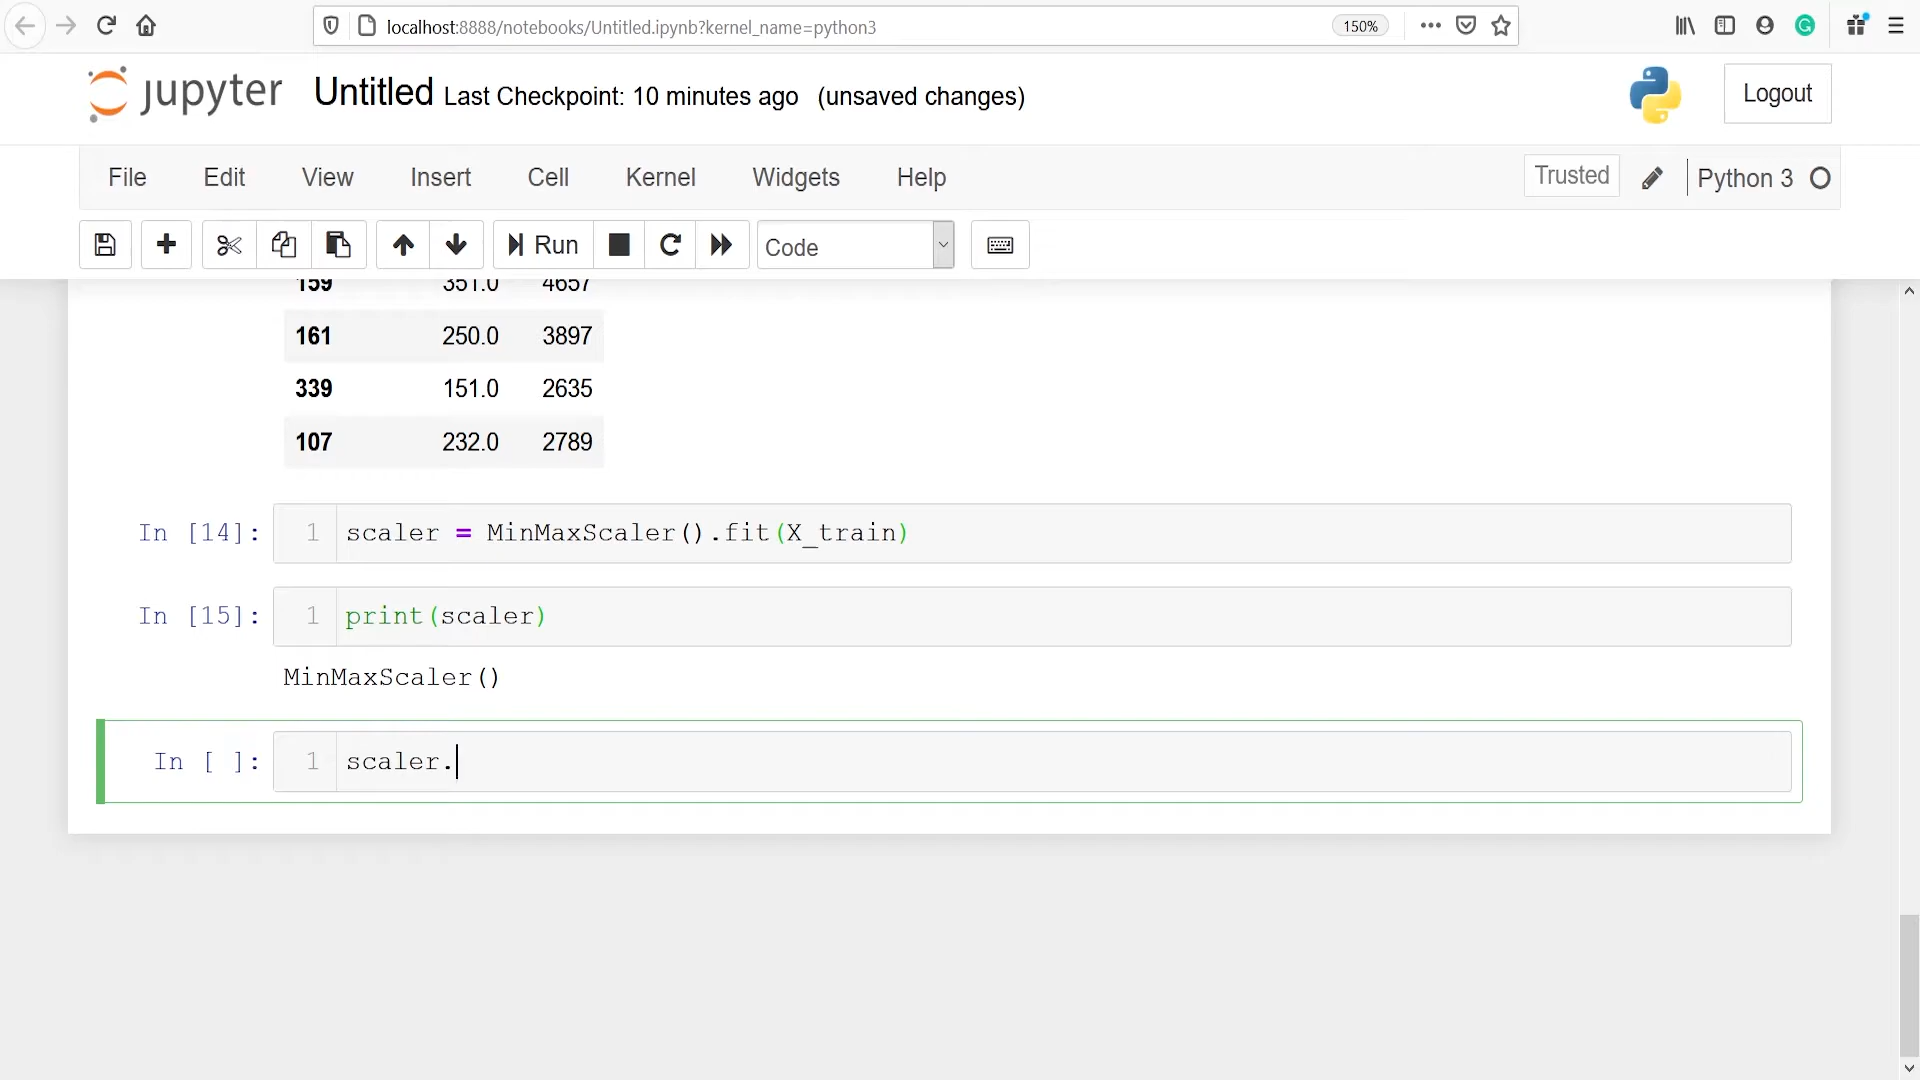 localhost:8888/notebooks/Untitled.ipynb?kernel_name=python3 150%
jupyter Untitled Last Checkpoint: 10 minutes ago (unsaved changes) Logout
File Edit View Insert Cell Kernel Widgets Help Trusted Python 3
Run Code
159 351.0 4657
161 250.0 3897
339 151.0 2635
107 232.0 2789
In [14]: 1 scaler = MinMaxScaler().fit(X_train)
In [15]: 1 print(scaler)
MinMaxScaler()
In [ ]: 1 scaler.